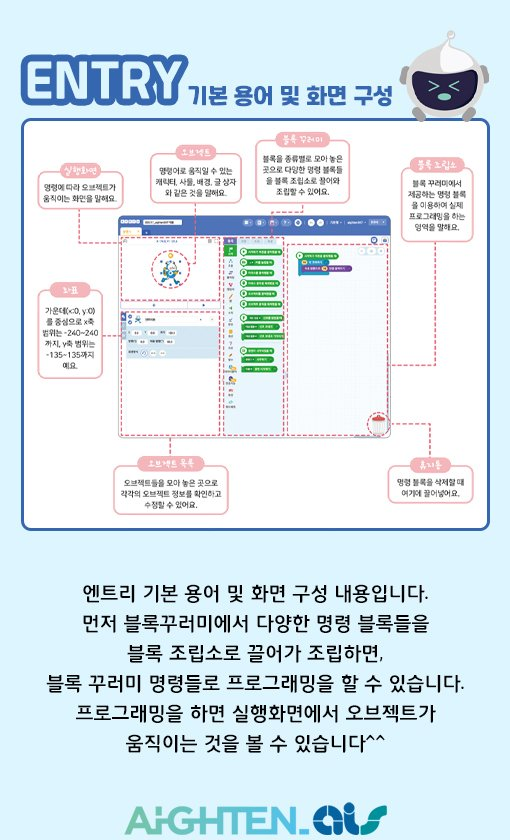 ENTRY 기본 용어 및 화면 구성
블록 꾸러미
블록을 종류별로 모아 놓은
곳으로 다양한 명령 블록들
을 블록 조립소로 끌어와
조립할 수 있어요.
오브젝트
명령어로 움직일 수 있는
캐릭터, 사물, 배경, 글 상자
와 같은 것을 말해요.
실행화면
명령에 따라 오브젝트가
움직이는 화면을 말해요.
블록 조립소
블록 꾸러미에서
제공하는 명령 블록
을 이용하여 실제
프로그래밍을 하는
영역을 말해요.
좌표
가운데(x:0, y:0)
를 중심으로 x축
범위는 -240~240
까지, y축 범위는
-135~135까지
예요.
오브젝트 목록
오브젝트들을 모아 놓은 곳으로
각각의 오브젝트 정보를 확인하고
수정할 수 있어요.
휴지통
명령 블록을 삭제할 때
여기에 끌어넣어요.
엔트리 기본 용어 및 화면 구성 내용입니다.
먼저 블록꾸러미에서 다양한 명령 블록들을
블록 조립소로 끌어가 조립하면,
블록 꾸러미 명령들로 프로그래밍을 할 수 있습니다.
프로그래밍을 하면 실행화면에서 오브젝트가
움직이는 것을 볼 수 있습니다^^
AIGHTEN_ais